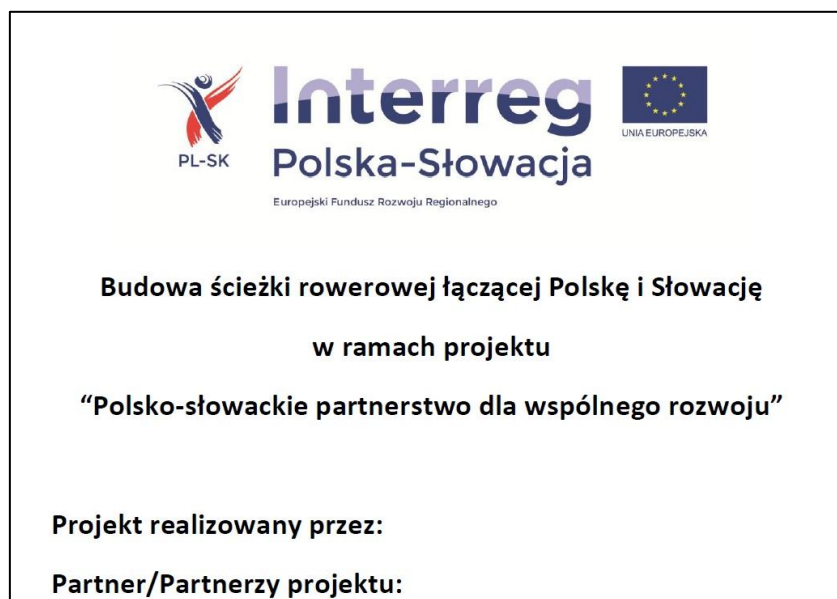 PL-SK
Interreg
Polska-Słowacja
Europejski Fundusz Rozwoju Regionalnego
UNIA EUROPEJSKA
Budowa ścieżki rowerowej łączącej Polskę i Słowację
w ramach projektu
“Polsko-słowackie partnerstwo dla wspólnego rozwoju”
Projekt realizowany przez:
Partner/Partnerzy projektu: